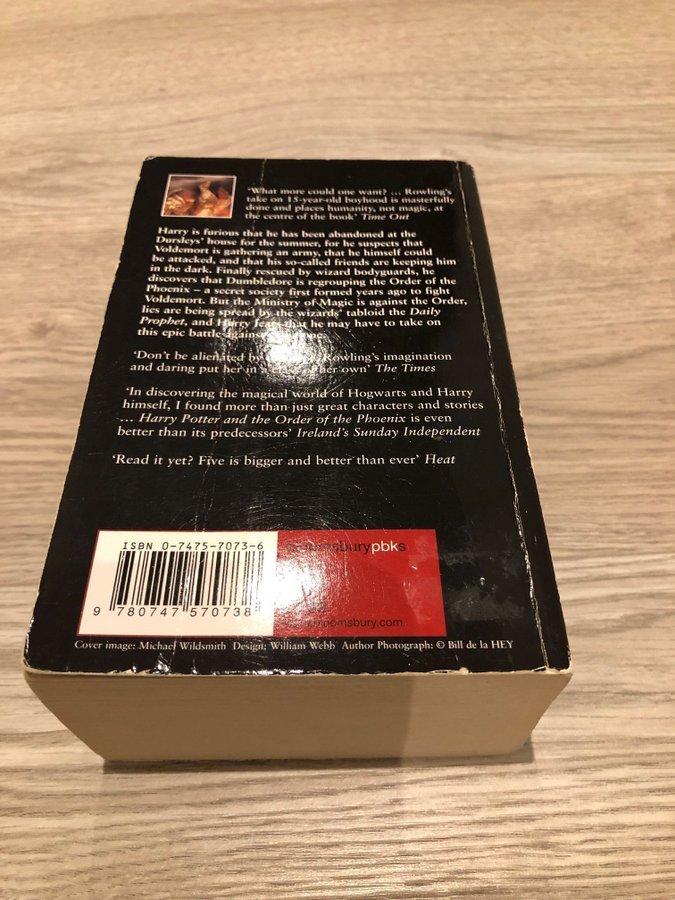 ‘What more could one want? ... Rowling’s
take on 15-year-old boyhood is masterfully
done and places humanity, not magic, at
the centre of the book’ Time Out
Harry is furious that he has been abandoned at the
Dursleys’ house for the summer, for he suspects that
Voldemort is gathering an army, that he himself could
be attacked, and that his so-called friends are keeping him
in the dark. Finally rescued by wizard bodyguards, he
discovers that Dumbledore is regrouping the Order of the
Phoenix – a secret society first formed years ago to fight
Voldemort. But the Ministry of Magic is against the Order,
lies are being spread by the wizards’ tabloid the Daily
Prophet, and Harry fears that he may have to take on
this epic battle against
‘Don’t be alienated by Rowling’s imagination
and daring put her in her own’ The Times
‘In discovering the magical world of Hogwarts and Harry
himself, I found more than just great characters and stories
... Harry Potter and the Order of the Phoenix is even
better than its predecessors’ Ireland’s Sunday Independent
‘Read it yet? Five is bigger and better than ever’ Heat
ISBN 0-7475-7073-6
9 780747 570738
pbks
Cover image: Michael Wildsmith Design: William Webb Author Photograph: © Bill de la HEY